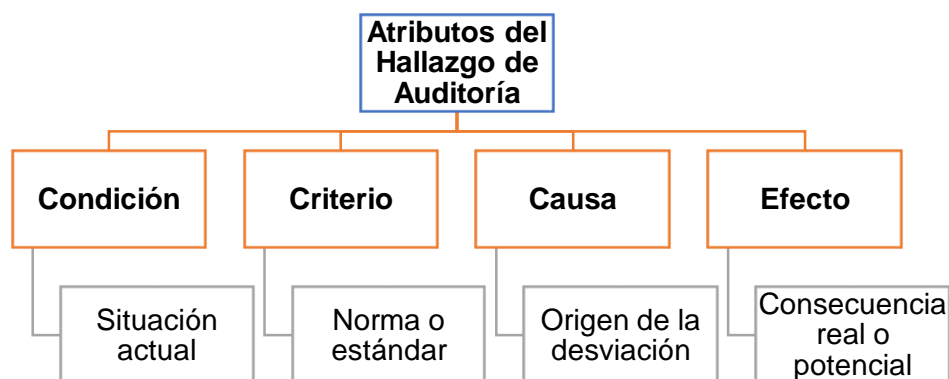 Atributos del
Hallazgo de
Auditoría
Condición
Criterio
Causa
Efecto
Situación
actual
Norma o
estándar
Origen de la
desviación
Consecuencia
real o
potencial